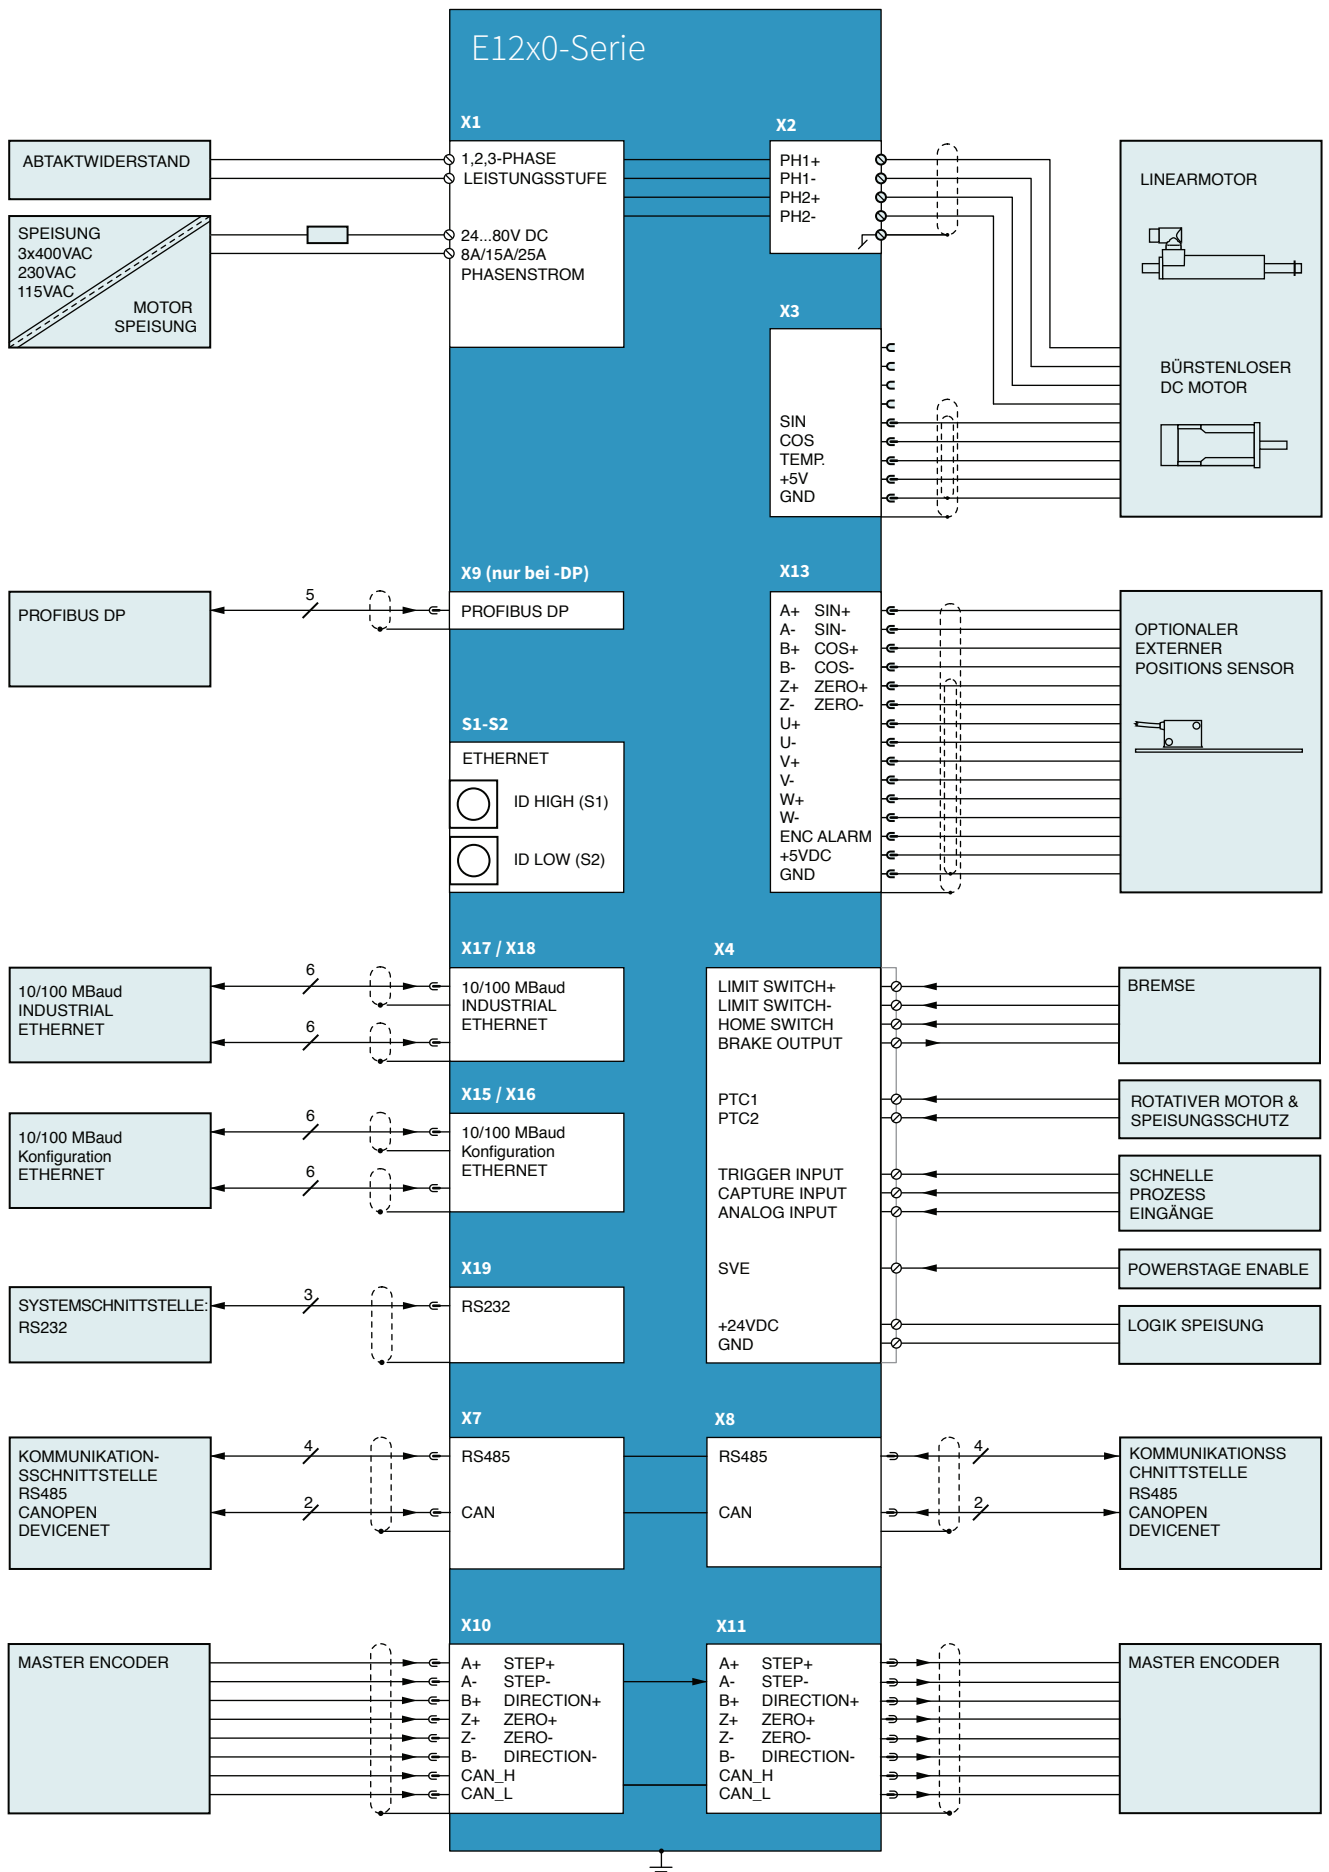 E12x0-Serie
X1
X2
ABTAKTWIDERSTAND
1,2,3-PHASE
LEISTUNGSSTUFE
PH1+
PH1-
PH2+
PH2-
LINEARMOTOR
SPEISUNG
3x400VAC
230VAC
115VAC
MOTOR
SPEISUNG
24...80V DC
8A/15A/25A
PHASENSTROM
X3
SIN
COS
TEMP.
+5V
GND
BÜRSTENLOSER
DC MOTOR
X9 (nur bei -DP)
PROFIBUS DP
5
PROFIBUS DP
X13
A+ SIN+
A- SIN-
B+ COS+
B- COS-
Z+ ZERO+
Z- ZERO-
U+
U-
V+
V-
W+
W-
ENC ALARM
+5VDC
GND
OPTIONALER
EXTERNER
POSITIONS SENSOR
S1-S2
ETHERNET
ID HIGH (S1)
ID LOW (S2)
X17 / X18
10/100 MBaud
INDUSTRIAL
ETHERNET
6
6
10/100 MBaud
INDUSTRIAL
ETHERNET
X15 / X16
10/100 MBaud
Konfiguration
ETHERNET
6
6
10/100 MBaud
Konfiguration
ETHERNET
X4
LIMIT SWITCH+
LIMIT SWITCH-
HOME SWITCH
BRAKE OUTPUT
BREMSE
PTC1
PTC2
ROTATIVER MOTOR &
SPEISUNGSSCHUTZ
TRIGGER INPUT
CAPTURE INPUT
ANALOG INPUT
SCHNELLE
PROZESS
EINGÄNGE
SVE
POWERSTAGE ENABLE
+24VDC
GND
LOGIK SPEISUNG
X19
SYSTEMSCHNITTSTELLE:
RS232
3
RS232
X7
X8
KOMMUNIKATION-
SSCHNITTSTELLE
RS485
CANOPEN
DEVICENET
4
2
RS485
CAN
RS485
CAN
4
2
KOMMUNIKATIONSS
CHNITTSTELLE
RS485
CANOPEN
DEVICENET
X10
X11
MASTER ENCODER
A+ STEP+
A- STEP-
B+ DIRECTION+
Z+ ZERO+
Z- ZERO-
B- DIRECTION-
CAN_H
CAN_L
A+ STEP+
A- STEP-
B+ DIRECTION+
Z+ ZERO+
Z- ZERO-
B- DIRECTION-
CAN_H
CAN_L
MASTER ENCODER